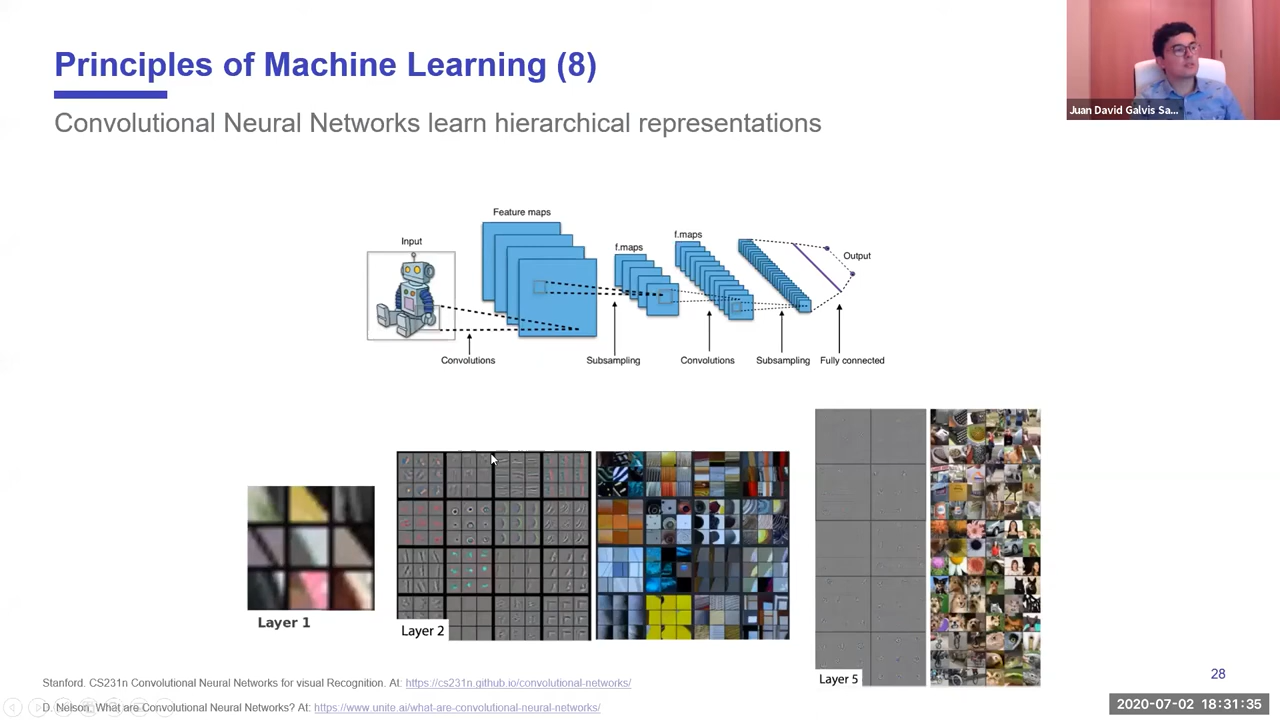 Principles of Machine Learning (8)
Convolutional Neural Networks learn hierarchical representations
Juan David Galvis Sa...
Feature maps
Input
f.maps
f.maps
Output
Convolutions
Subsampling
Convolutions
Subsampling
Fully connected
Layer 1
Layer 2
Layer 5
Stanford. CS231n Convolutional Neural Networks for visual Recognition. At: https://cs231n.github.io/convolutional-networks/
D. Nelson. What are Convolutional Neural Networks? At: https://www.unite.ai/what-are-convolutional-neural-networks/
28
2020-07-02 18:31:35